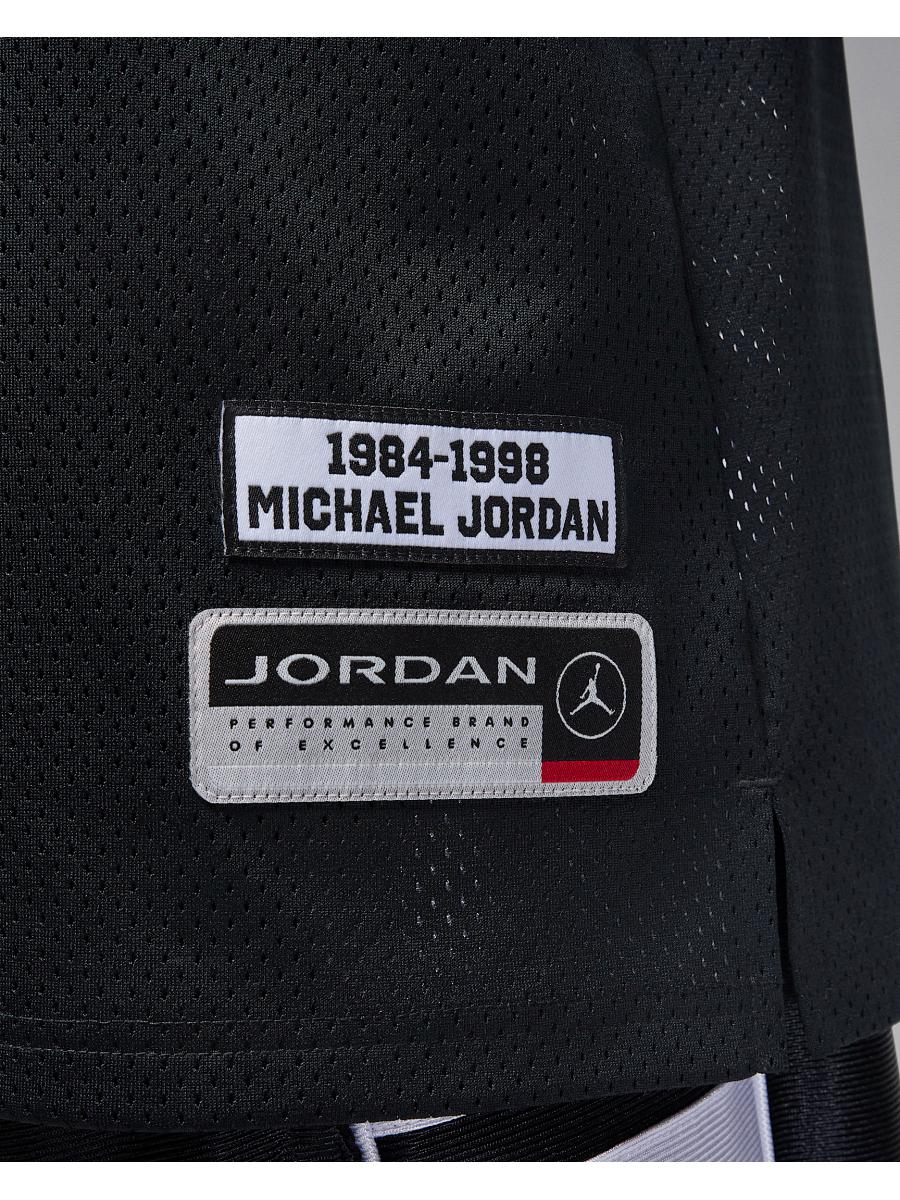 1984-1998
MICHAEL JORDAN
JORDAN
PERFORMANCE BRAND
OF EXCELLENCE